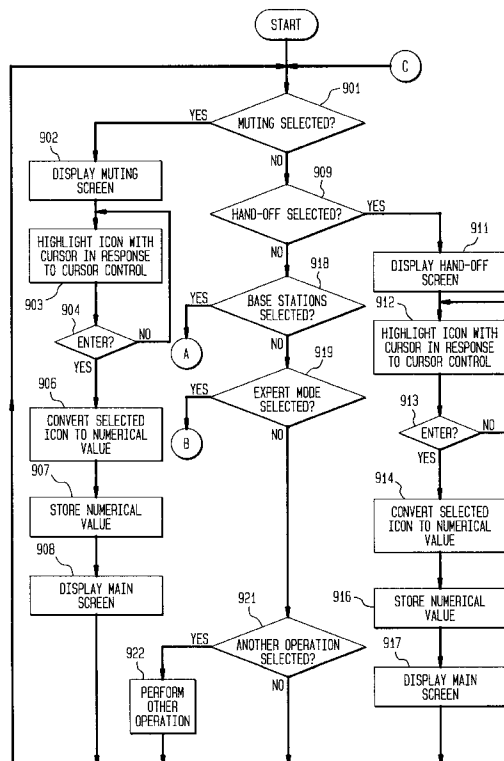 START
C
901
MUTING SELECTED?
YES
NO
902
DISPLAY MUTING
SCREEN
909
HAND-OFF SELECTED?
YES
NO
911
DISPLAY HAND-OFF
SCREEN
HIGHLIGHT ICON WITH
CURSOR IN RESPONSE
TO CURSOR CONTROL
903
918
BASE STATIONS
SELECTED?
YES
NO
A
912
HIGHLIGHT ICON WITH
CURSOR IN RESPONSE
TO CURSOR CONTROL
904
ENTER?
NO
YES
919
EXPERT MODE
SELECTED?
YES
NO
B
913
ENTER?
NO
YES
906
CONVERT SELECTED
ICON TO NUMERICAL
VALUE
907
STORE NUMERICAL
VALUE
914
CONVERT SELECTED
ICON TO NUMERICAL
VALUE
908
DISPLAY MAIN
SCREEN
916
STORE NUMERICAL
VALUE
921
ANOTHER OPERATION
SELECTED?
YES
NO
922
PERFORM
OTHER
OPERATION
917
DISPLAY MAIN
SCREEN